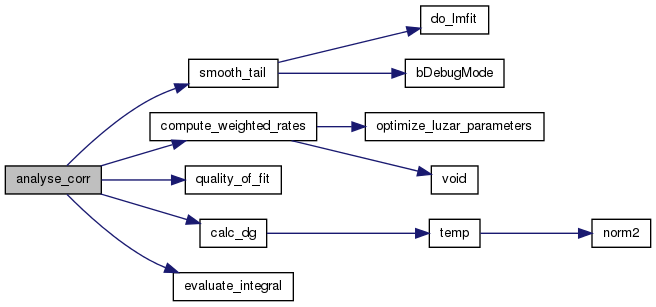 do_lmfit
smooth_tail
bDebugMode
compute_weighted_rates
optimize_luzar_parameters
analyse_corr
quality_of_fit
void
calc_dg
temp
norm2
evaluate_integral